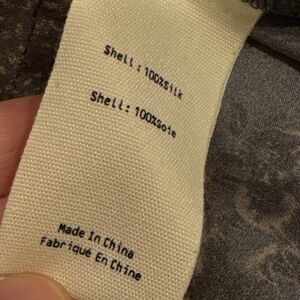 Shell:100%Silk
Shell:100%Soie
Made In China
Fabriqué En Chine